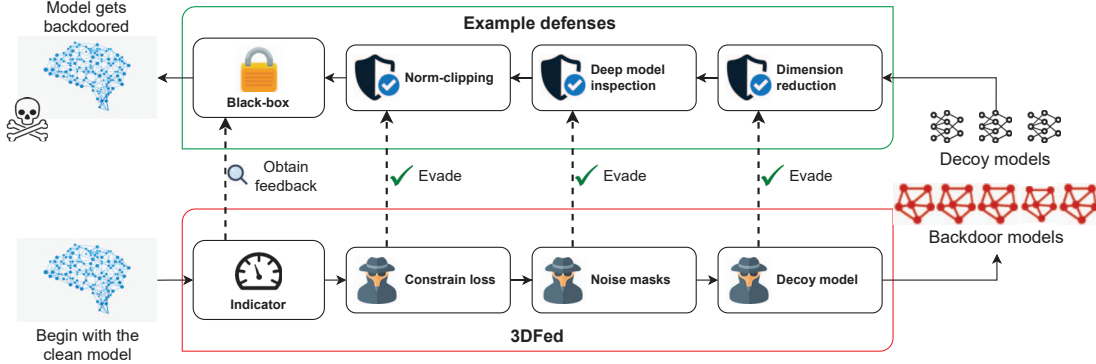 Model gets
backdoored
Example defenses
Black-box
Norm-clipping
Deep model
inspection
Dimension
reduction
Decoy models
Obtain
feedback
Evade
Evade
Evade
Backdoor models
Indicator
Constrain loss
Noise masks
Decoy model
Begin with the
clean model
3DFed